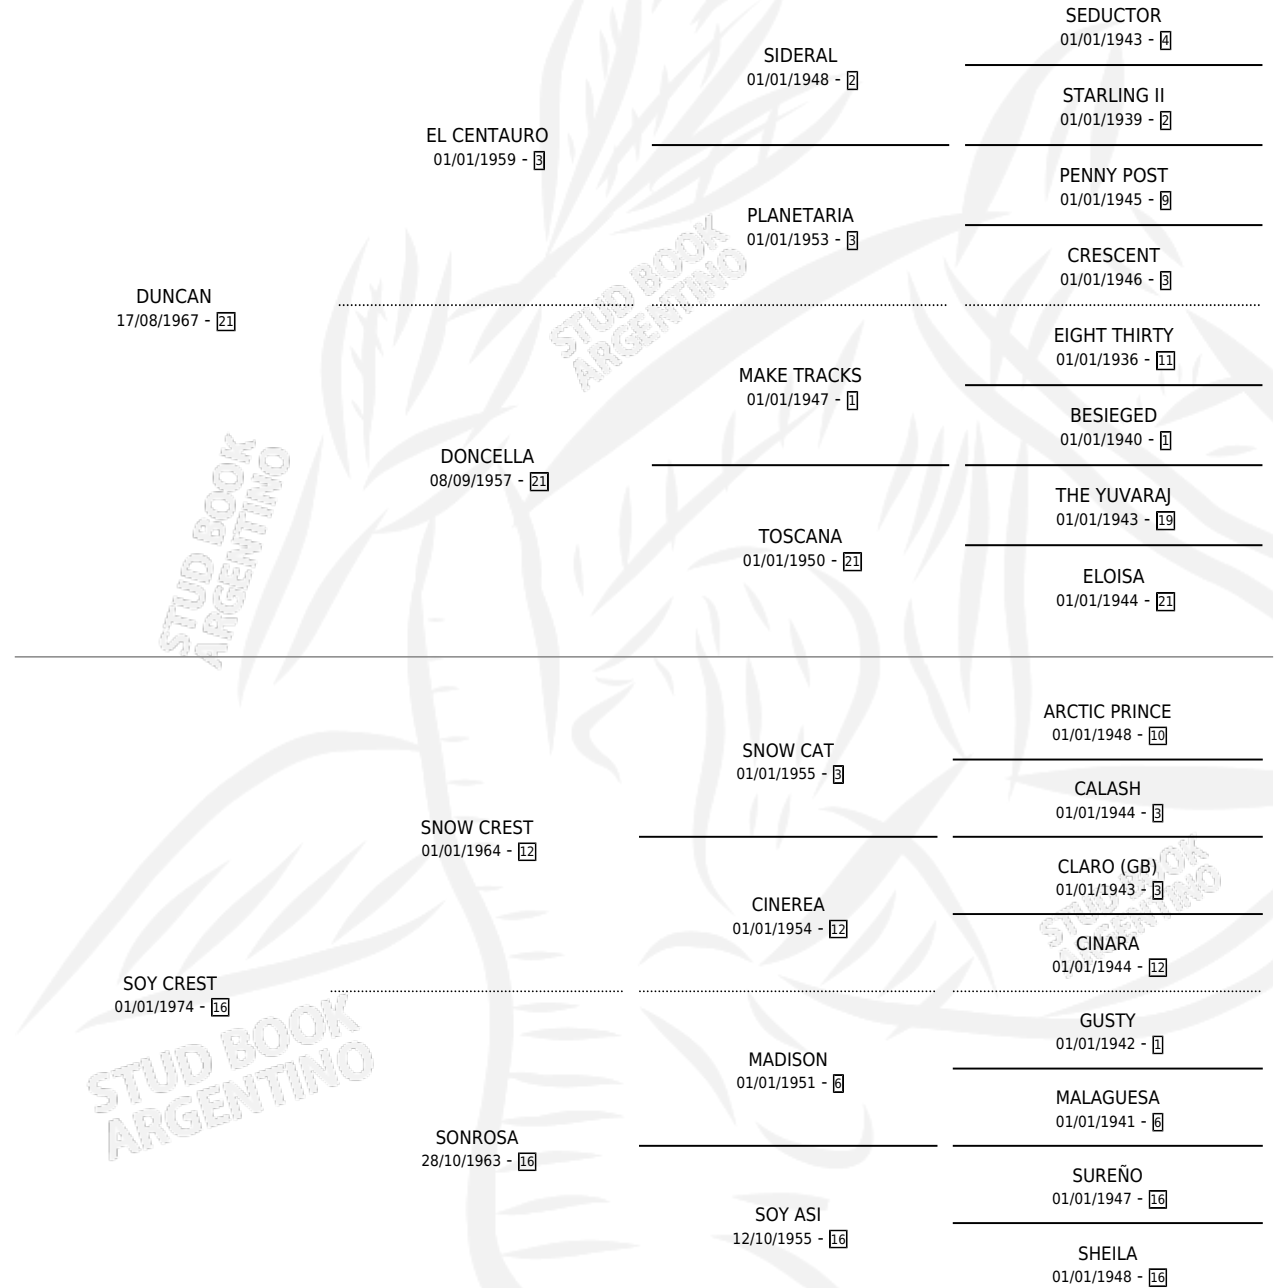 SEDUCTOR
01/01/1943 - 4
SIDERAL
01/01/1948 - 2
STARLING II
01/01/1939 - 2
EL CENTAURO
01/01/1959 - 3
PENNY POST
01/01/1945 - 9
PLANETARIA
01/01/1953 - 3
CRESCENT
01/01/1946 - 3
DUNCAN
17/08/1967 - 21
EIGHT THIRTY
01/01/1936 - 11
MAKE TRACKS
01/01/1947 - 1
BESIEGED
01/01/1940 - 1
DONCELLA
08/09/1957 - 21
THE YUVARAJ
01/01/1943 - 19
TOSCANA
01/01/1950 - 21
ELOISA
01/01/1944 - 21
ARCTIC PRINCE
01/01/1948 - 10
SNOW CAT
01/01/1955 - 3
CALASH
01/01/1944 - 3
SNOW CREST
01/01/1964 - 12
CLARO (GB)
01/01/1943 - 3
CINEREA
01/01/1954 - 12
CINARA
01/01/1944 - 12
SOY CREST
01/01/1974 - 16
GUSTY
01/01/1942 - 1
MADISON
01/01/1951 - 6
MALAGUESA
01/01/1941 - 6
SONROSA
28/10/1963 - 16
SUREÑO
01/01/1947 - 16
SOY ASI
12/10/1955 - 16
SHEILA
01/01/1948 - 16
STUD BOOK
ARGENTINO
STUD BOOK
ARGENTINO
STUD BOOK
ARGENTINO
STUD BOOK
ARGENTINO